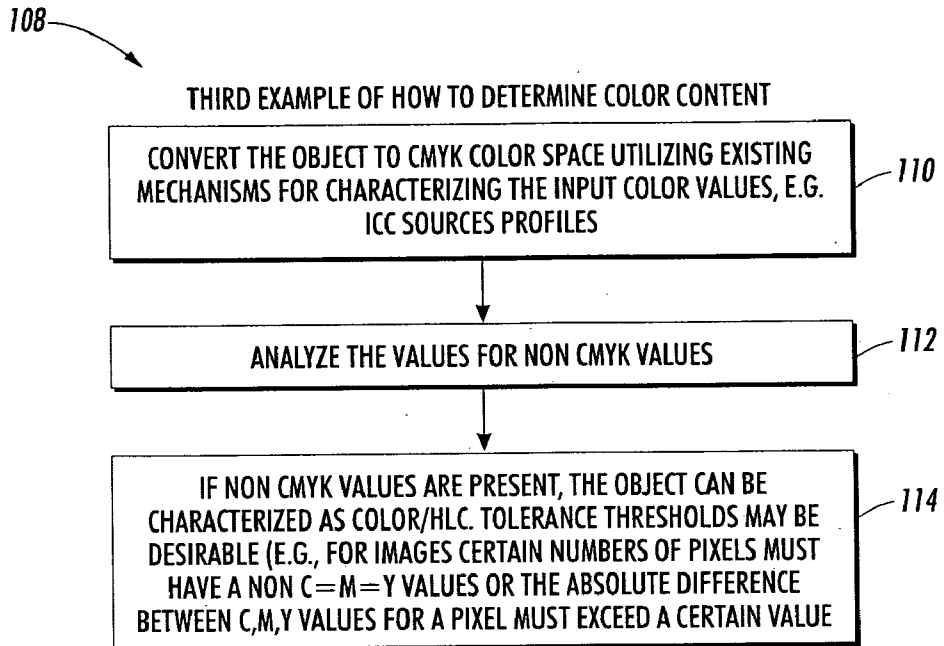 108
THIRD EXAMPLE OF HOW TO DETERMINE COLOR CONTENT
CONVERT THE OBJECT TO CMYK COLOR SPACE UTILIZING EXISTING
MECHANISMS FOR CHARACTERIZING THE INPUT COLOR VALUES, E.G.
ICC SOURCES PROFILES
110
ANALYZE THE VALUES FOR NON CMYK VALUES
112
IF NON CMYK VALUES ARE PRESENT, THE OBJECT CAN BE
CHARACTERIZED AS COLOR/HLC. TOLERANCE THRESHOLDS MAY BE
DESIRABLE (E.G., FOR IMAGES CERTAIN NUMBERS OF PIXELS MUST
HAVE A NON C=M=Y VALUES OR THE ABSOLUTE DIFFERENCE
BETWEEN C,M,Y VALUES FOR A PIXEL MUST EXCEED A CERTAIN VALUE
114